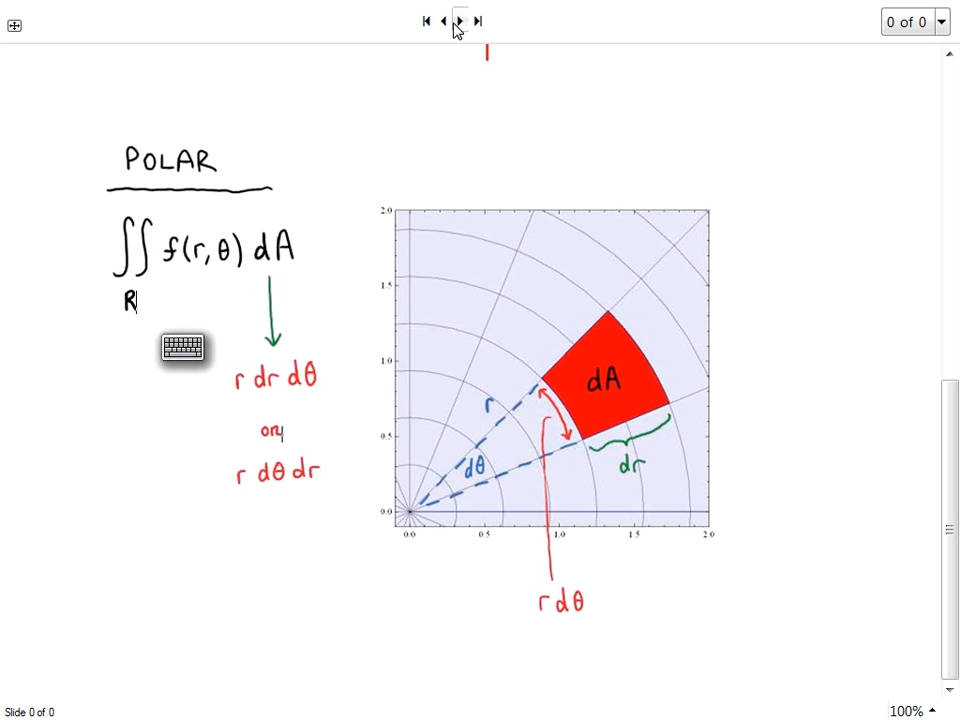 0 of 0
POLAR
∬ f(r, θ) dA
R
r dr dθ
or
r dθ dr
2.0
1.5
1.0
0.5
0.0
0.0 0.5 1.0 1.5 2.0
dA
r
dθ
dr
r dθ
Slide 0 of 0
100%